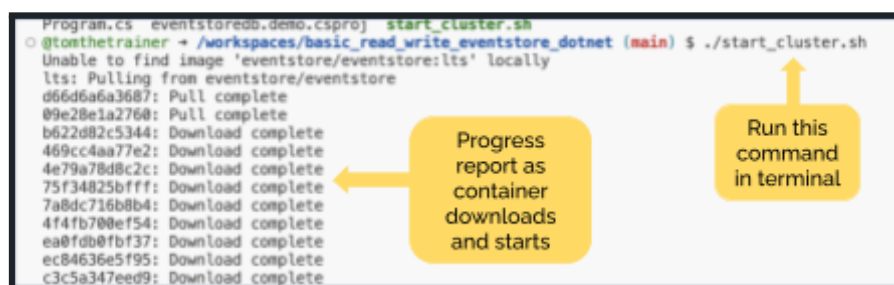 Program.cs eventstoredb.demo.csproj start_cluster.sh
@tomthetrainer → /workspaces/basic_read_write_eventstore_dotnet (main) $ ./start_cluster.sh
Unable to find image 'eventstore/eventstore:lts' locally
lts: Pulling from eventstore/eventstore
d66d6a6a3687: Pull complete
09e28e1a2760: Pull complete
b622d82c5344: Download complete
469cc4aa77e2: Download complete
4e79a78d8c2c: Download complete
75f34825bfff: Download complete
7a8dc716b8b4: Download complete
4f4fb700ef54: Download complete
ea0fdb0fbf37: Download complete
ec84636e5f95: Download complete
c3c5a347eed9: Download complete
Progress
report as
container
downloads
and starts
Run this
command
in terminal